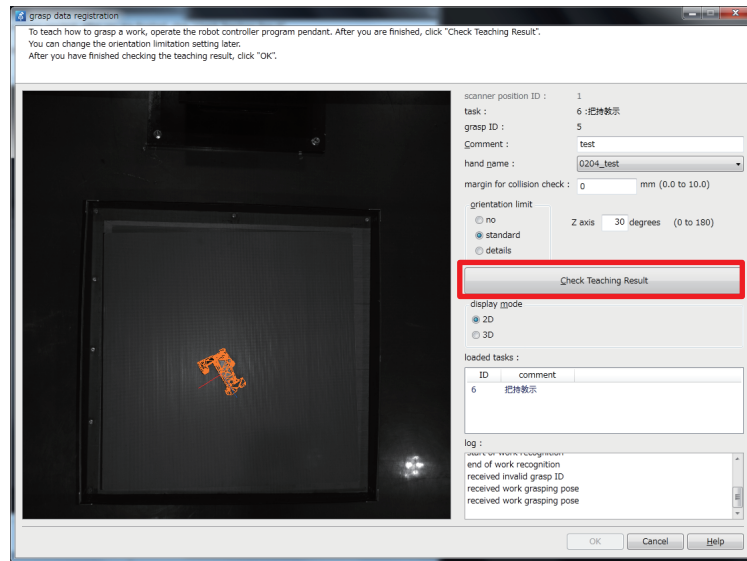 grasp data registration
To teach how to grasp a work, operate the robot controller program pendant. After you are finished, click "Check Teaching Result".
You can change the orientation limitation setting later.
After you have finished checking the teaching result, click "OK".
scanner position ID : 1
task : 6 :把持教示
grasp ID : 5
Comment : test
hand name : 0204_test
margin for collision check : 0 mm (0.0 to 10.0)
orientation limit
no
Z axis 30 degrees (0 to 180)
standard
details
Check Teaching Result
display mode
2D
3D
loaded tasks :
ID comment
6 把持教示
log :
start of work recognition
end of work recognition
received invalid grasp ID
received work grasping pose
received work grasping pose
OK Cancel Help